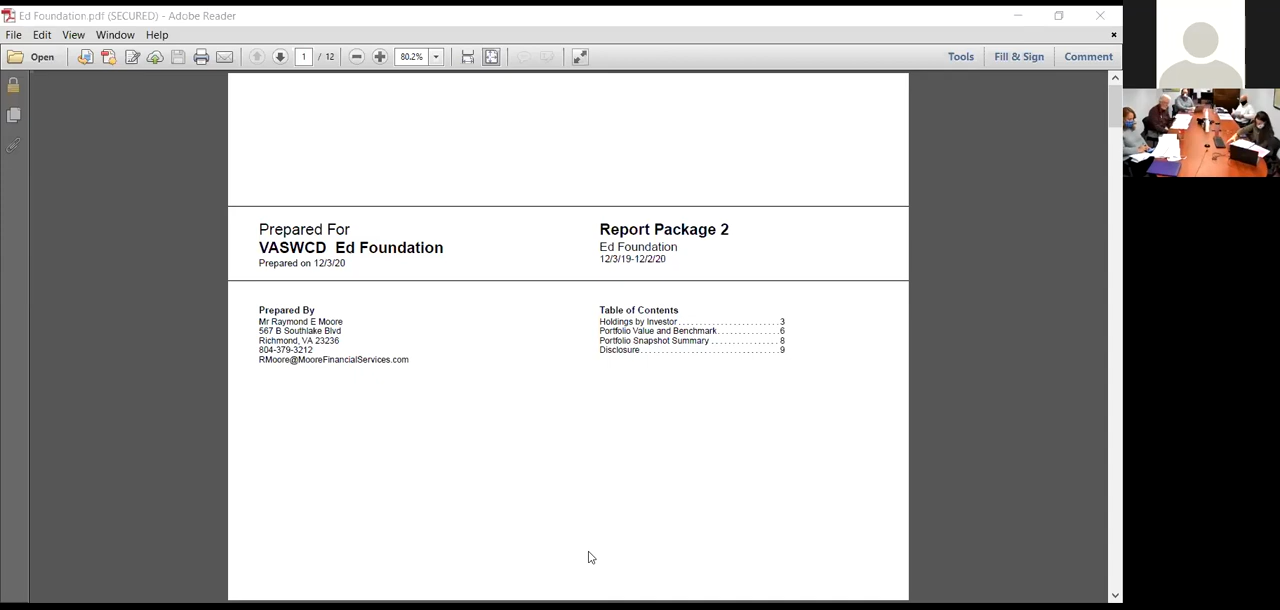 Ed Foundation.pdf (SECURED) - Adobe Reader
File Edit View Window Help
Open 1 / 12 80.2% Tools Fill & Sign Comment
Prepared For
VASWCD Ed Foundation
Prepared on 12/3/20
Report Package 2
Ed Foundation
12/3/19-12/2/20
Prepared By
Mr Raymond E Moore
567 B Southlake Blvd
Richmond, VA 23236
804-379-3212
RMoore@MooreFinancialServices.com
Table of Contents
Holdings by Investor . . . . . . . . . . . . . . . . . . . . . . . 3
Portfolio Value and Benchmark . . . . . . . . . . . . . . 6
Portfolio Snapshot Summary . . . . . . . . . . . . . . . 8
Disclosure . . . . . . . . . . . . . . . . . . . . . . . . . . . . . . 9